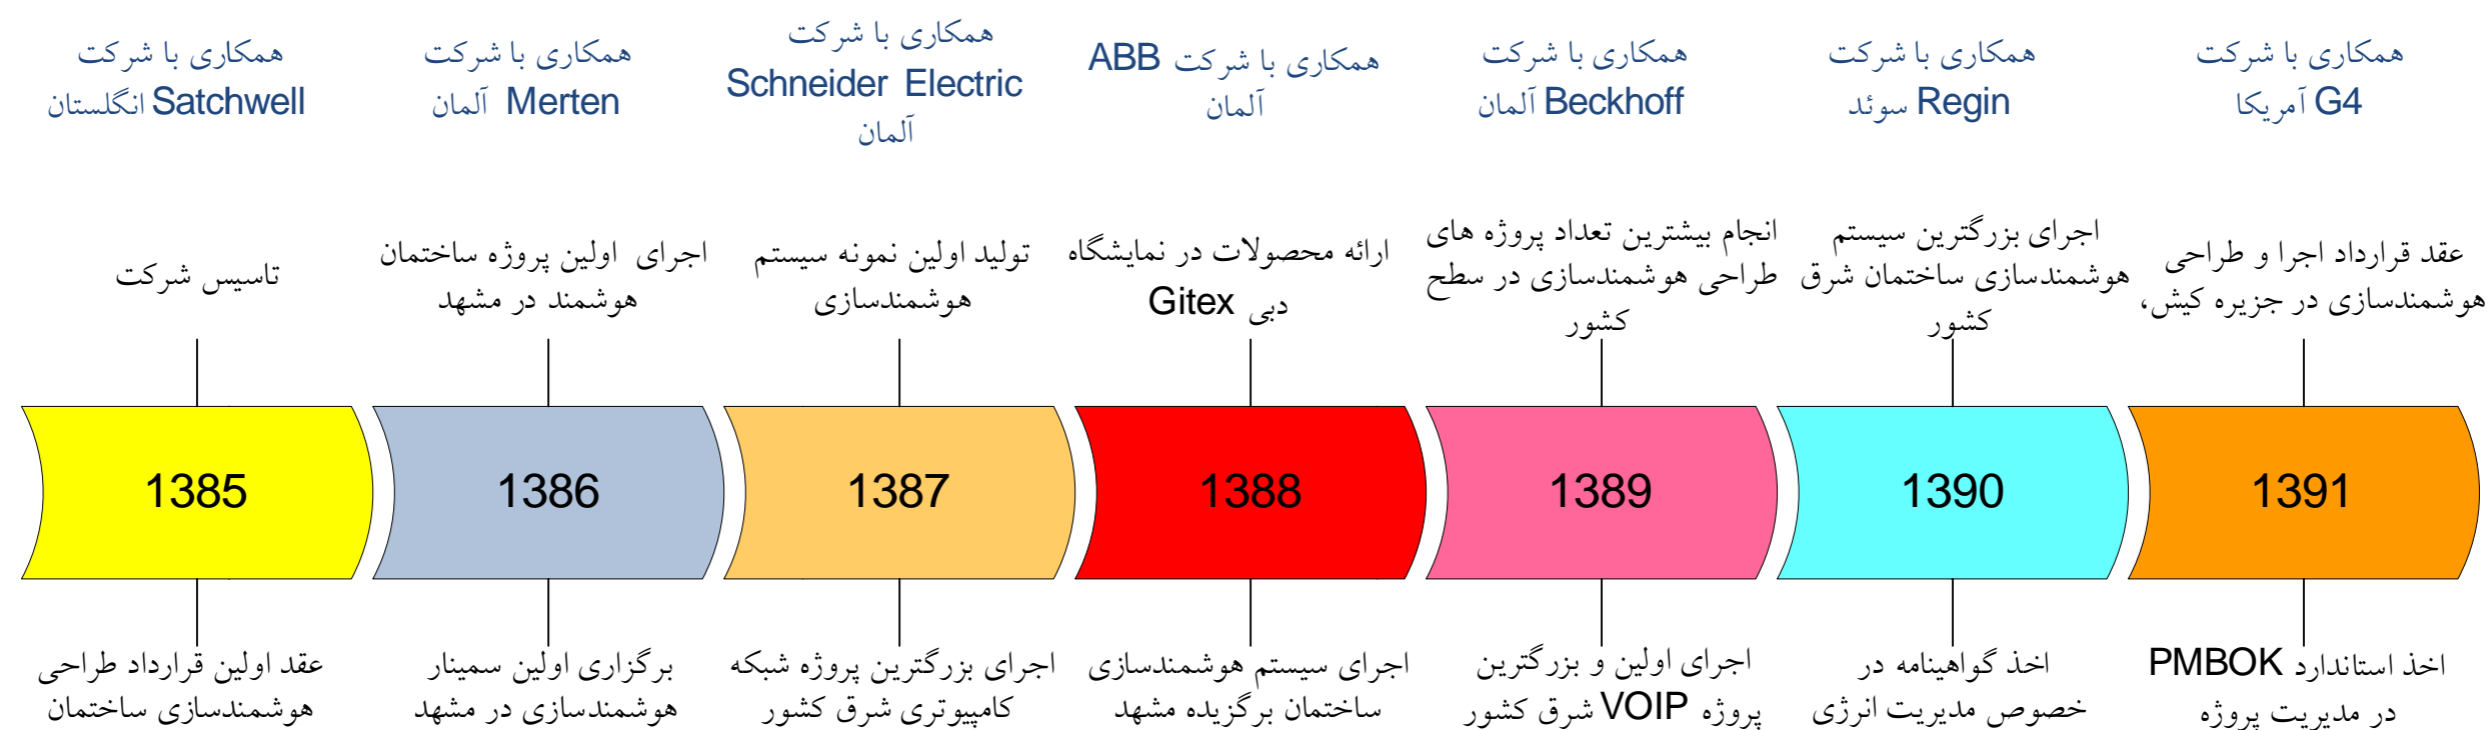 همکاری با شرکت
Satchwell انگلستان
همکاری با شرکت
Merten آلمان
همکاری با شرکت
Schneider Electric
آلمان
همکاری با شرکت ABB
آلمان
همکاری با شرکت
Beckhoff آلمان
همکاری با شرکت
Regin سوئد
همکاری با شرکت
G4 آمریکا
تاسیس شرکت
اجرای اولین پروژه ساختمان
هوشمند در مشهد
تولید اولین نمونه سیستم
هوشمندسازی
ارائه محصولات در نمایشگاه
Gitex دبی
انجام بیشترین تعداد پروژه های
طراحی هوشمندسازی در سطح
کشور
اجرای بزرگترین سیستم
هوشمندسازی ساختمان شرق
کشور
عقد قرارداد اجرا و طراحی
هوشمندسازی در جزیره کیش،
1385
1386
1387
1388
1389
1390
1391
عقد اولین قرارداد طراحی
هوشمندسازی ساختمان
برگزاری اولین سمینار
هوشمندسازی در مشهد
اجرای بزرگترین پروژه شبکه
کامپیوتری شرق کشور
اجرای سیستم هوشمندسازی
ساختمان برگزیده مشهد
اجرای اولین و بزرگترین
پروژه VOIP شرق کشور
اخذ گواهینامه در
خصوص مدیریت انرژی
اخذ استاندارد PMBOK
در مدیریت پروژه